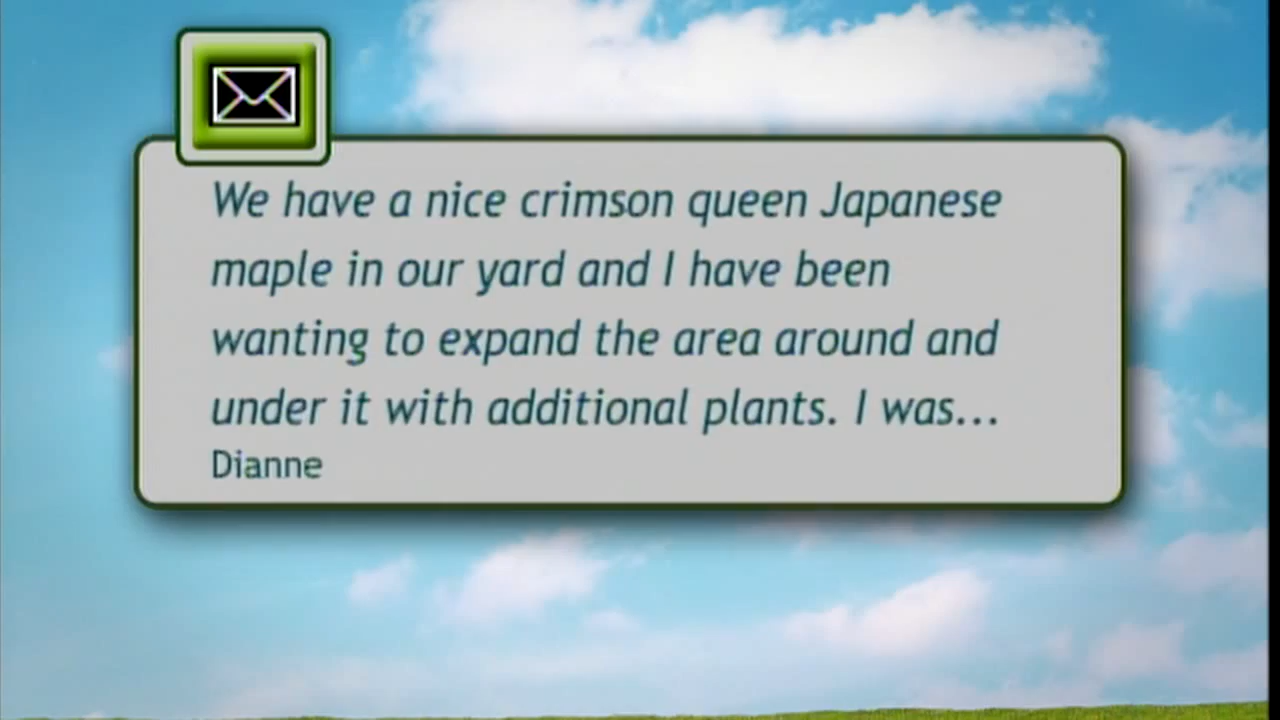 We have a nice crimson queen Japanese
maple in our yard and I have been
wanting to expand the area around and
under it with additional plants. I was...
Dianne